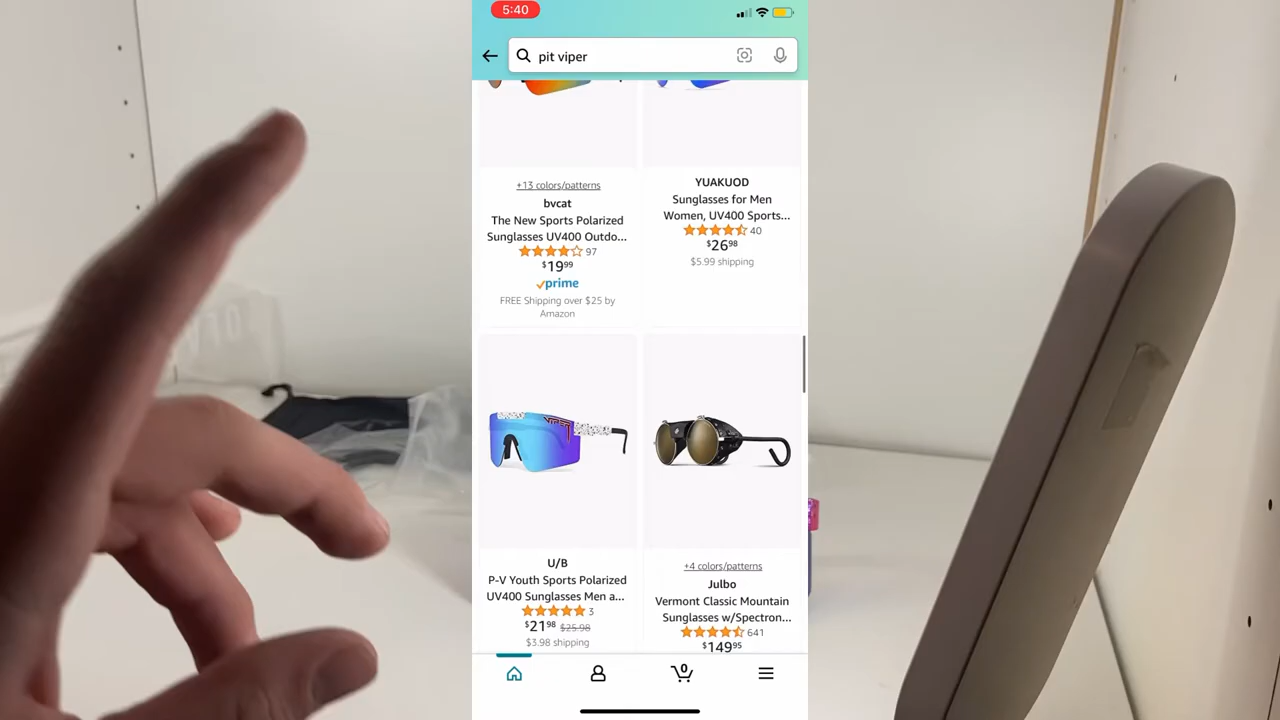 5:40
pit viper
+13 colors/patterns
bvcat
The New Sports Polarized
Sunglasses UV400 Outdo...
97
$19 99
prime
FREE Shipping over $25 by
Amazon
YUAKUOD
Sunglasses for Men
Women, UV400 Sports...
40
$26 98
$5.99 shipping
U/B
P-V Youth Sports Polarized
UV400 Sunglasses Men a...
3
$21 98 $25.98
$3.98 shipping
+4 colors/patterns
Julbo
Vermont Classic Mountain
Sunglasses w/Spectron...
641
$149 95
0